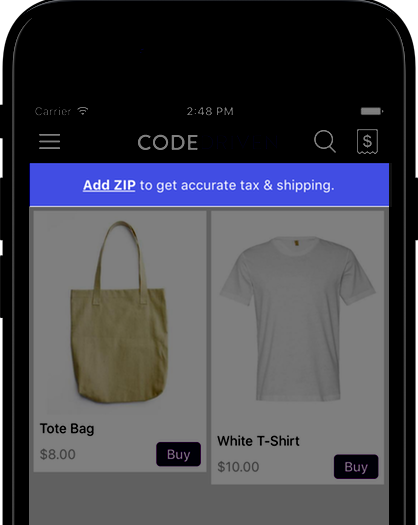 Carrier
2:48 PM
CODE
$
Add ZIP to get accurate tax & shipping.
Tote Bag
$8.00
Buy
White T-Shirt
$10.00
Buy